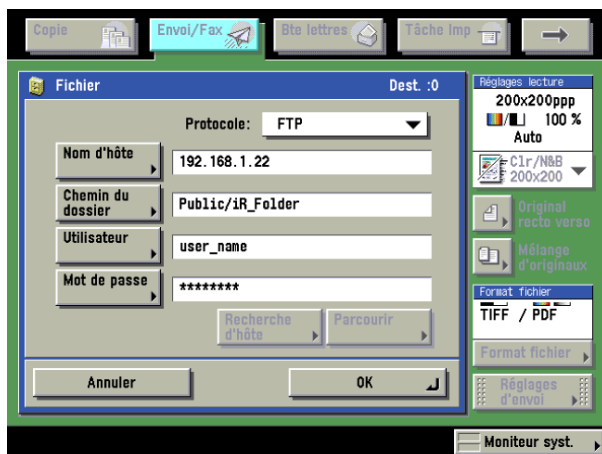 Copie
Envoi/Fax
Bte lettres
Tâche Imp
Fichier
Dest. :0
Protocole: FTP
Nom d'hôte
192.168.1.22
Chemin du
dossier
Public/iR_Folder
Utilisateur
user_name
Mot de passe
********
Recherche
d'hôte
Parcourir
Annuler
OK
Réglages lecture
200x200ppp
100 %
Auto
Clr/N&B
200x200
Original
recto verso
Mélange
d'originaux
Format fichier
TIFF / PDF
Format fichier
Réglages
d'envoi
Moniteur syst.